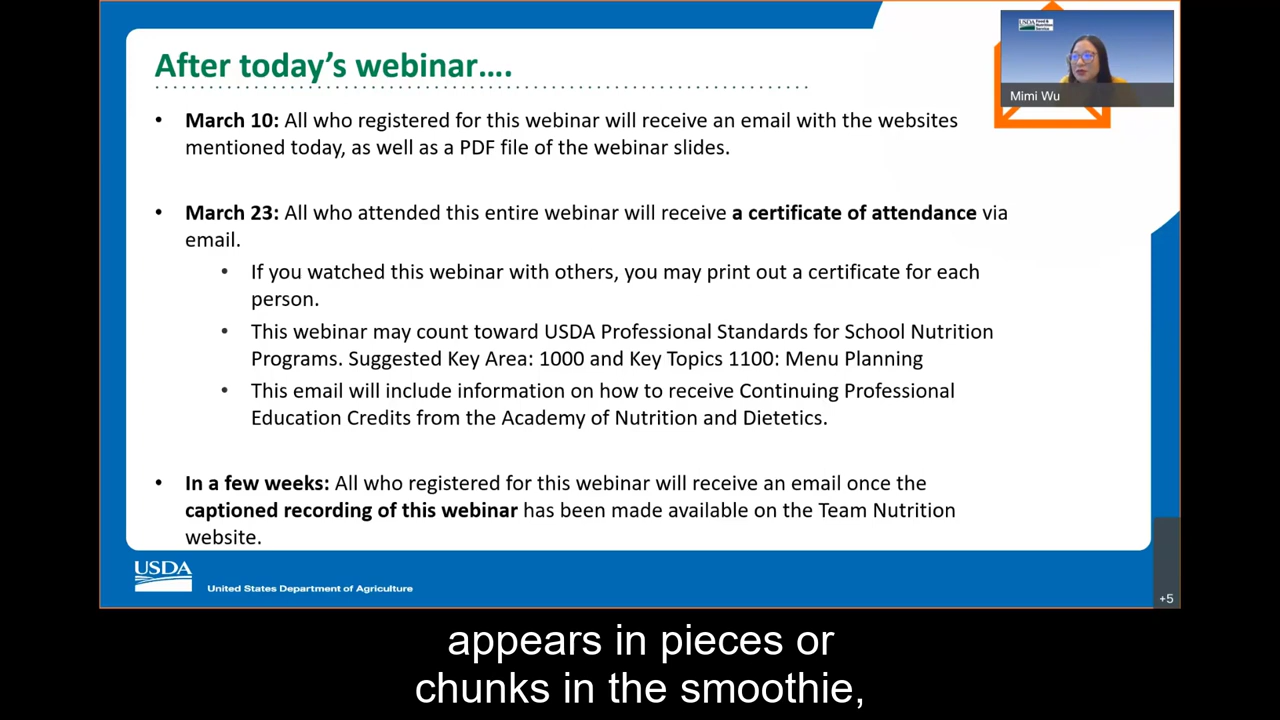 After today’s webinar….
USDA Food and Nutrition Service
Mimi Wu
• March 10: All who registered for this webinar will receive an email with the websites
mentioned today, as well as a PDF file of the webinar slides.
• March 23: All who attended this entire webinar will receive a certificate of attendance via
email.
• If you watched this webinar with others, you may print out a certificate for each
person.
• This webinar may count toward USDA Professional Standards for School Nutrition
Programs. Suggested Key Area: 1000 and Key Topics 1100: Menu Planning
• This email will include information on how to receive Continuing Professional
Education Credits from the Academy of Nutrition and Dietetics.
• In a few weeks: All who registered for this webinar will receive an email once the
captioned recording of this webinar has been made available on the Team Nutrition
website.
USDA
United States Department of Agriculture
+5
appears in pieces or
chunks in the smoothie,